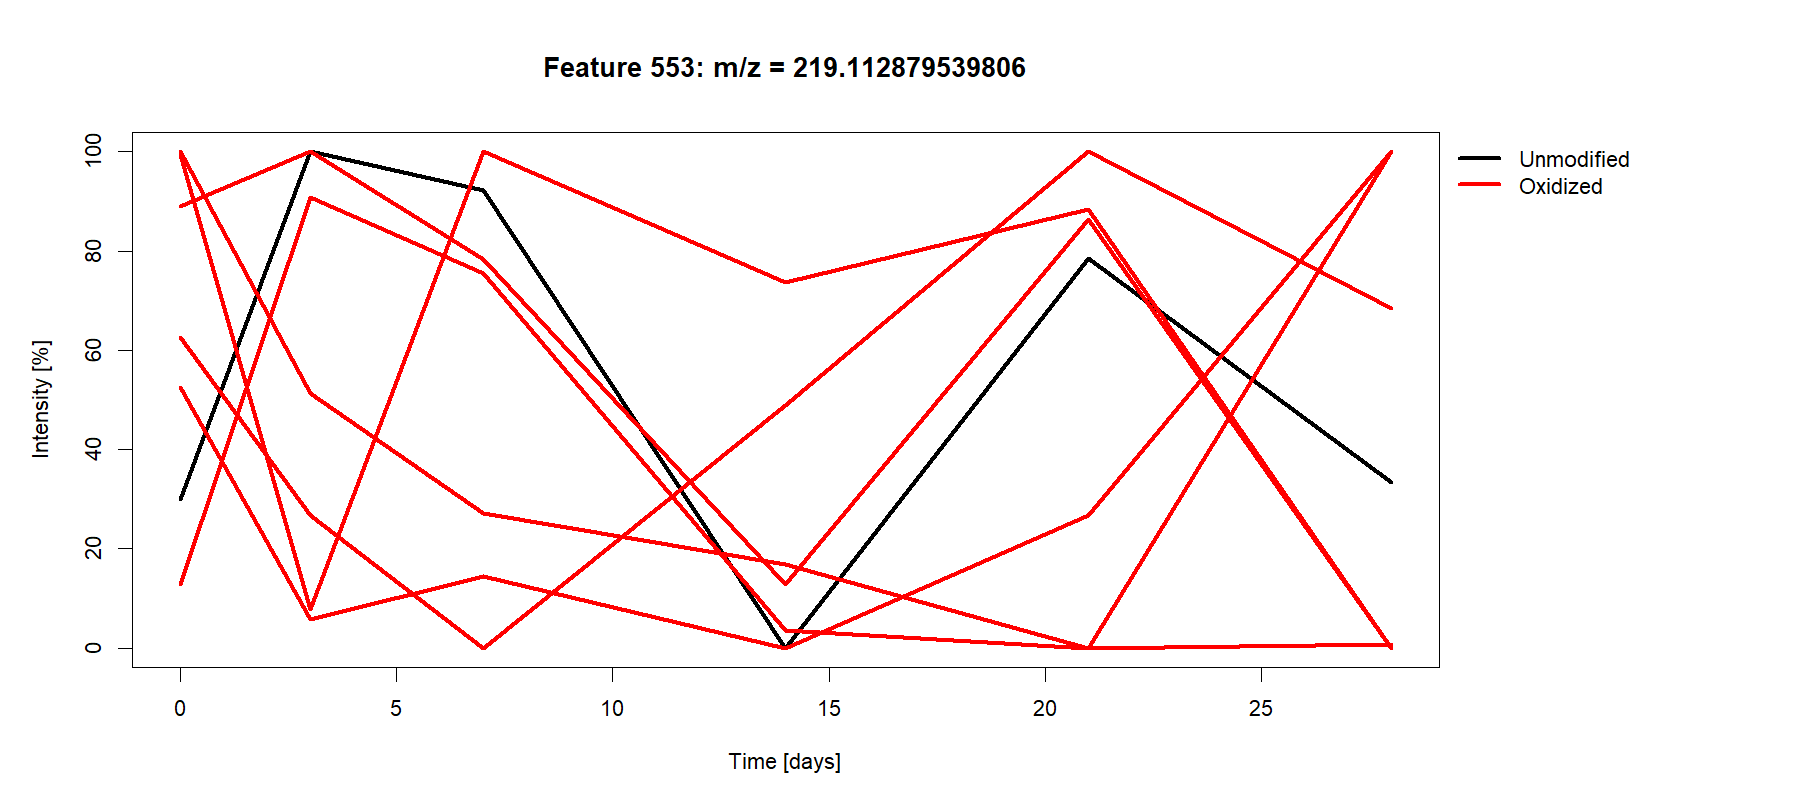 Feature 553: m/z = 219.112879539806
Unmodified
Oxidized
Intensity [%]
100
80
60
40
20
0
0 5 10 15 20 25
Time [days]